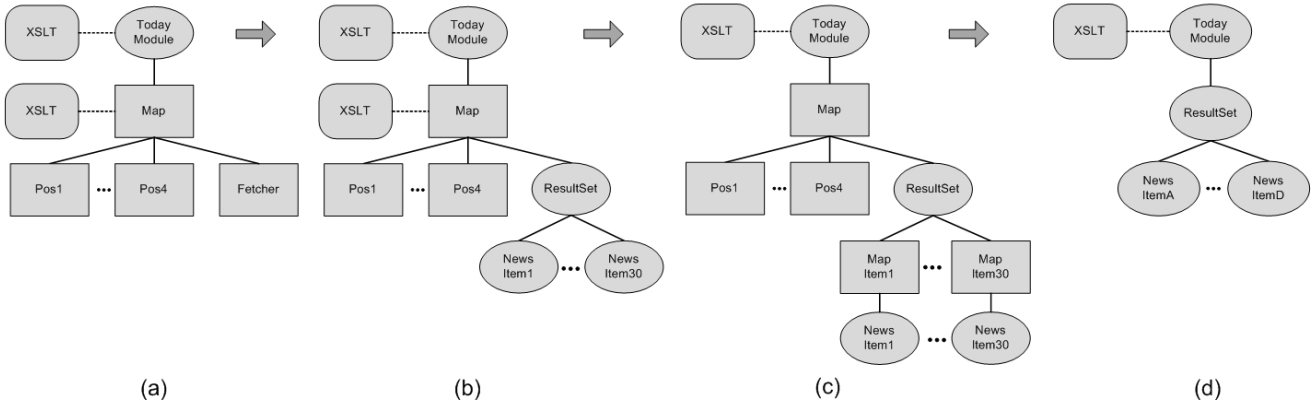 XSLT
Today
Module
XSLT
Map
Pos1
...
Pos4
Fetcher
(a)
XSLT
Today
Module
XSLT
Map
Pos1
...
Pos4
ResultSet
News
Item1
...
News
Item30
(b)
XSLT
Today
Module
Map
Pos1
...
Pos4
ResultSet
Map
Item1
...
Map
Item30
News
Item1
...
News
Item30
(c)
XSLT
Today
Module
ResultSet
News
ItemA
...
News
ItemD
(d)